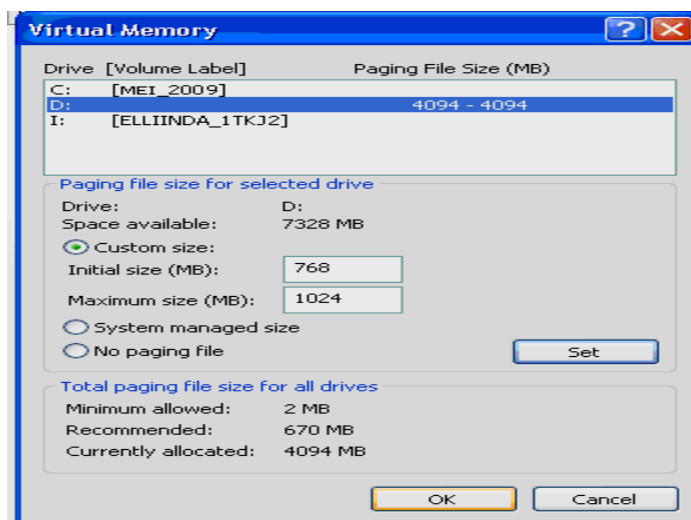 Virtual Memory
Drive [Volume Label] Paging File Size (MB)
C: [MEI_2009]
D: 4094 - 4094
I: [ELLIINDA_1TKJ2]
Paging file size for selected drive
Drive: D:
Space available: 7328 MB
Custom size:
Initial size (MB): 768
Maximum size (MB): 1024
System managed size
No paging file Set
Total paging file size for all drives
Minimum allowed: 2 MB
Recommended: 670 MB
Currently allocated: 4094 MB
OK Cancel